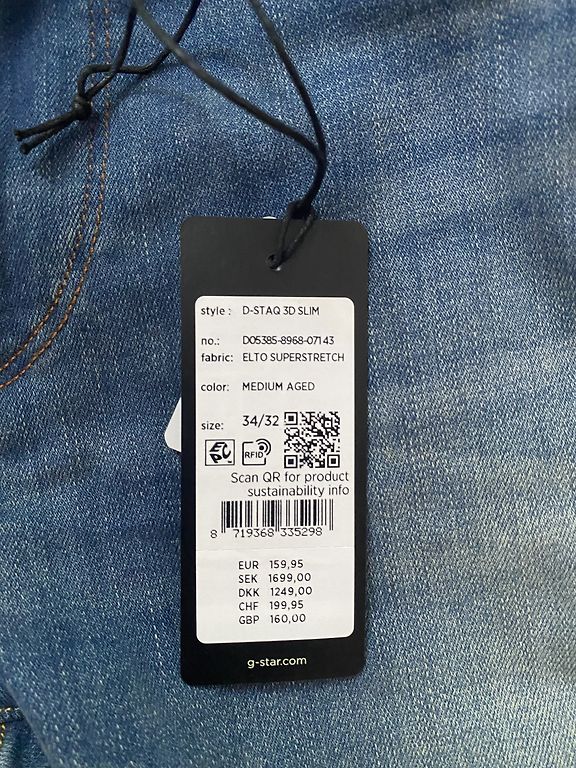 style : D-STAQ 3D SLIM
no.: D05385-8968-07143
fabric: ELTO SUPERSTRETCH
color: MEDIUM AGED
size: 34/32
EPC RFID
Scan QR for product
sustainability info
8 719368 335298
EUR 159,95
SEK 1699,00
DKK 1249,00
CHF 199,95
GBP 160,00
g-star.com